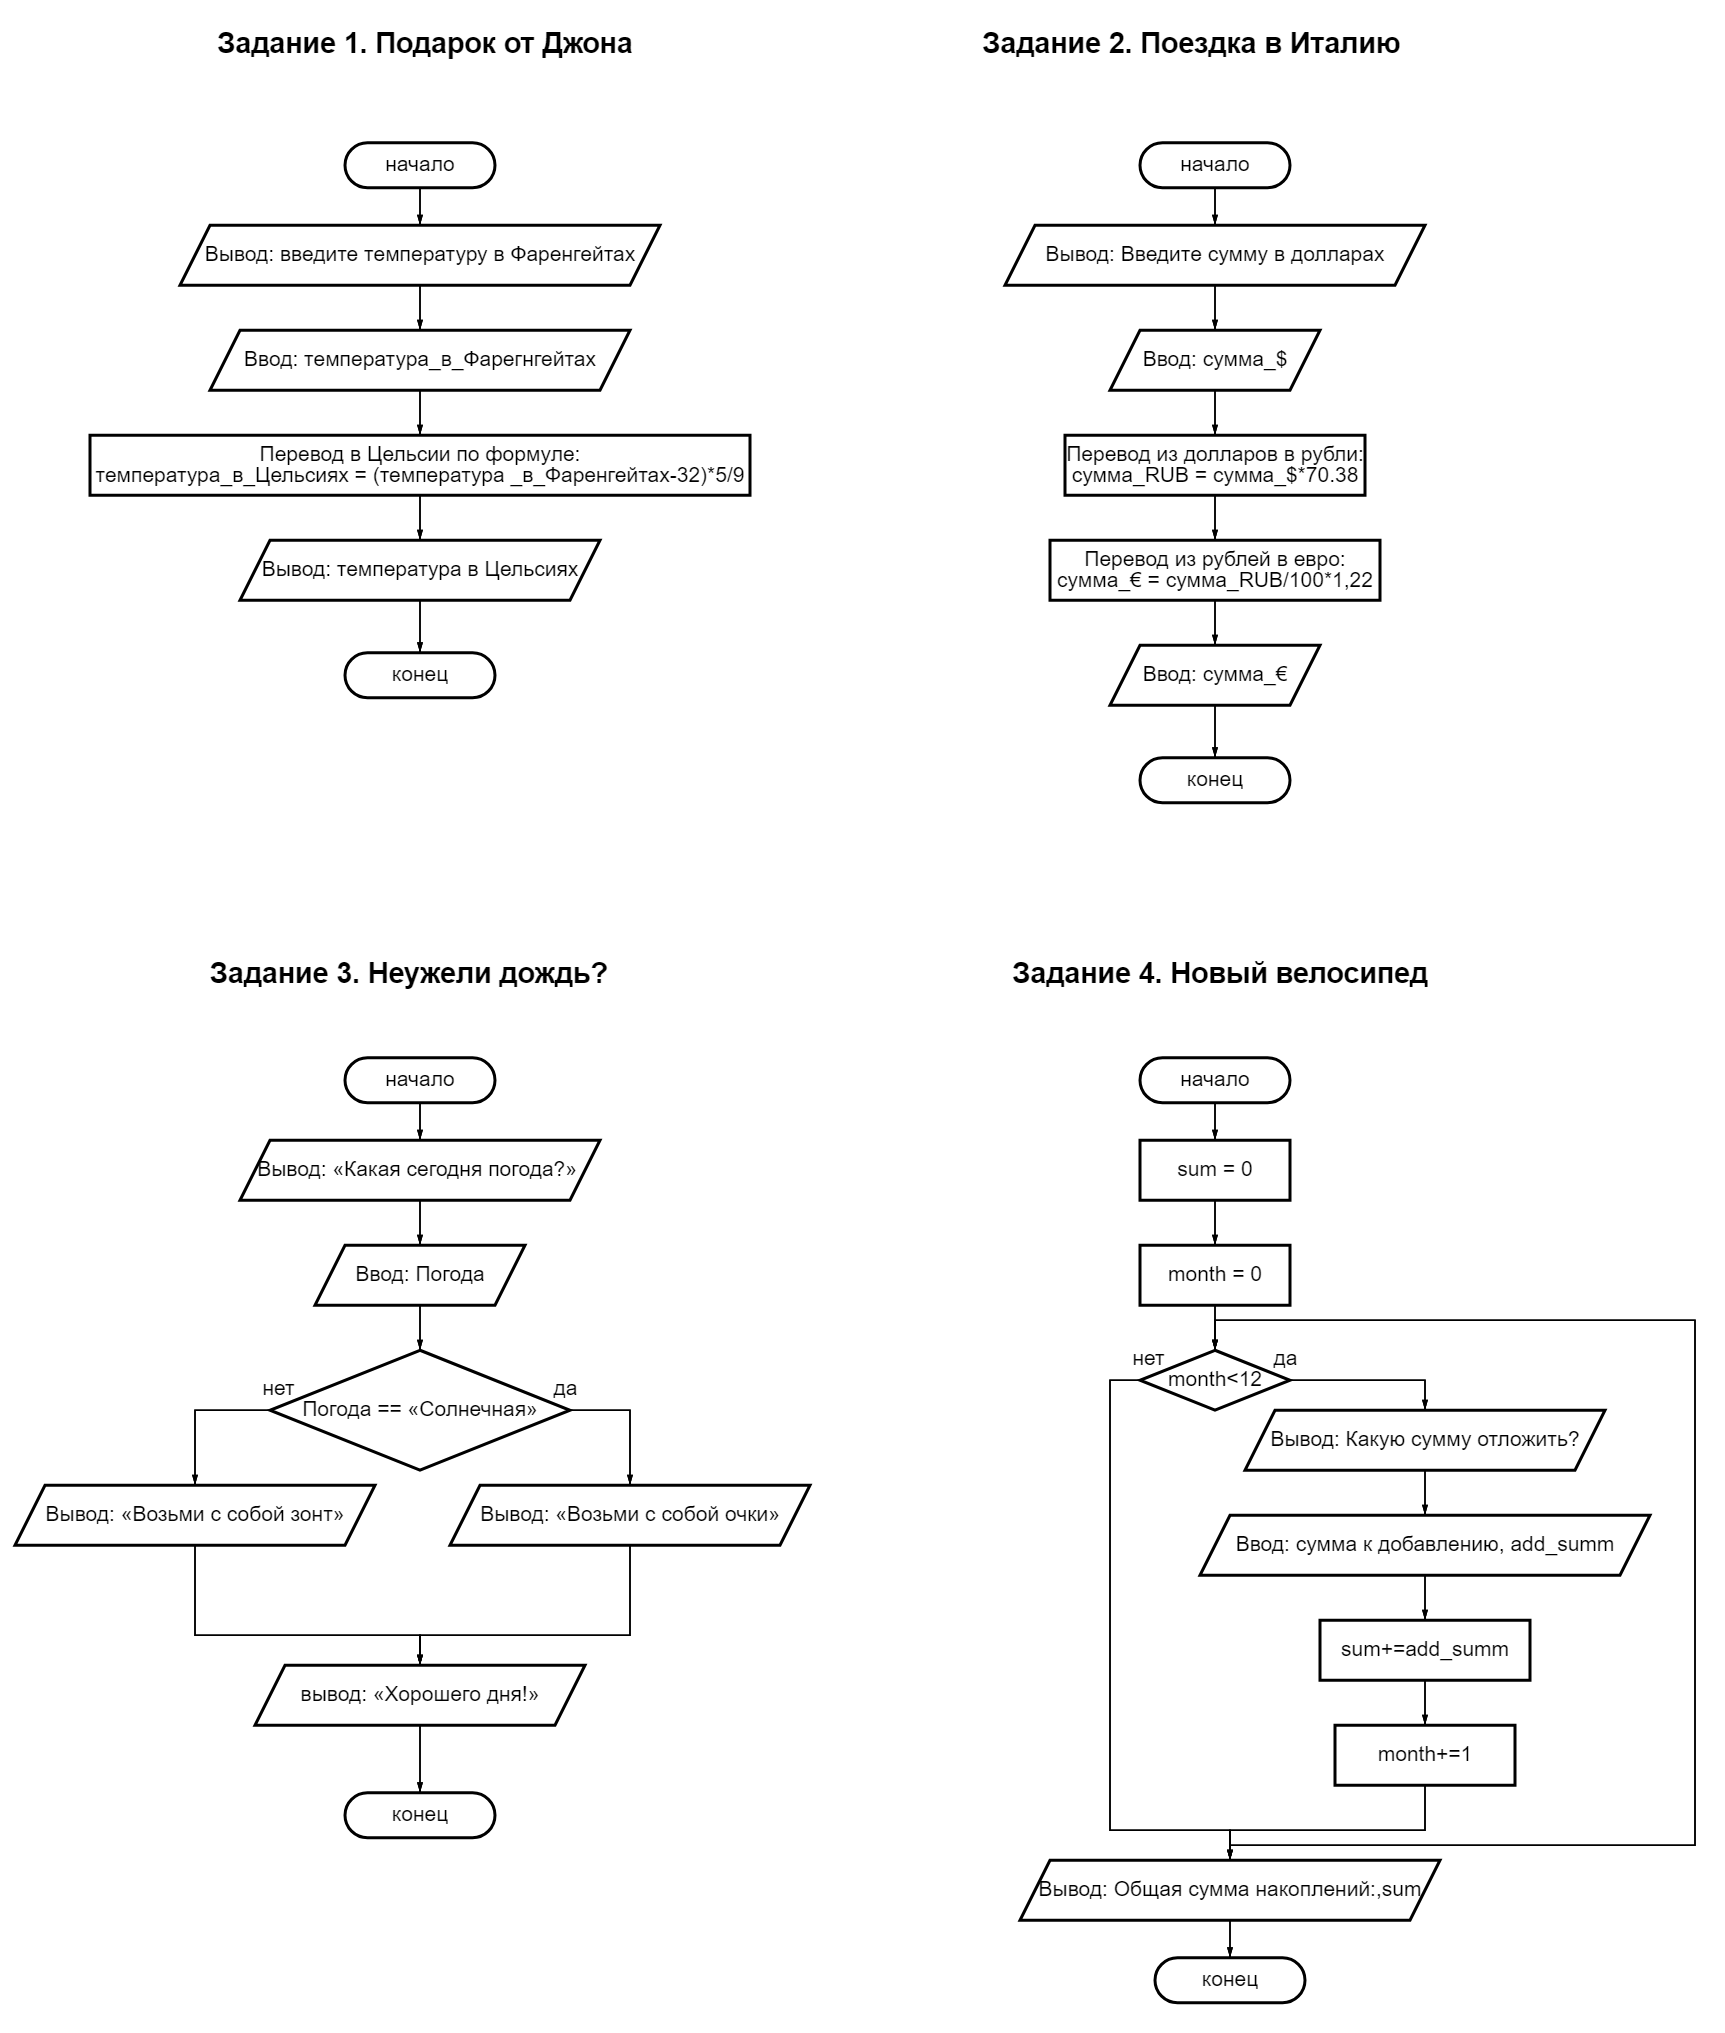 Задание 1. Подарок от Джона
начало
Вывод: введите температуру в Фаренгейтах
Ввод: температура_в_Фарегнгейтах
Перевод в Цельсии по формуле:
температура_в_Цельсиях = (температура _в_Фаренгейтах-32)*5/9
Вывод: температура в Цельсиях
конец
Задание 2. Поездка в Италию
начало
Вывод: Введите сумму в долларах
Ввод: сумма_$
Перевод из долларов в рубли:
сумма_RUB = сумма_$*70.38
Перевод из рублей в евро:
сумма_€ = сумма_RUB/100*1,22
Ввод: сумма_€
конец
Задание 3. Неужели дождь?
начало
Вывод: «Какая сегодня погода?»
Ввод: Погода
нет
да
Погода == «Солнечная»
Вывод: «Возьми с собой зонт»
Вывод: «Возьми с собой очки»
вывод: «Хорошего дня!»
конец
Задание 4. Новый велосипед
начало
sum = 0
month = 0
нет
да
month<12
Вывод: Какую сумму отложить?
Ввод: сумма к добавлению, add_summ
sum+=add_summ
month+=1
Вывод: Общая сумма накоплений:,sum
конец